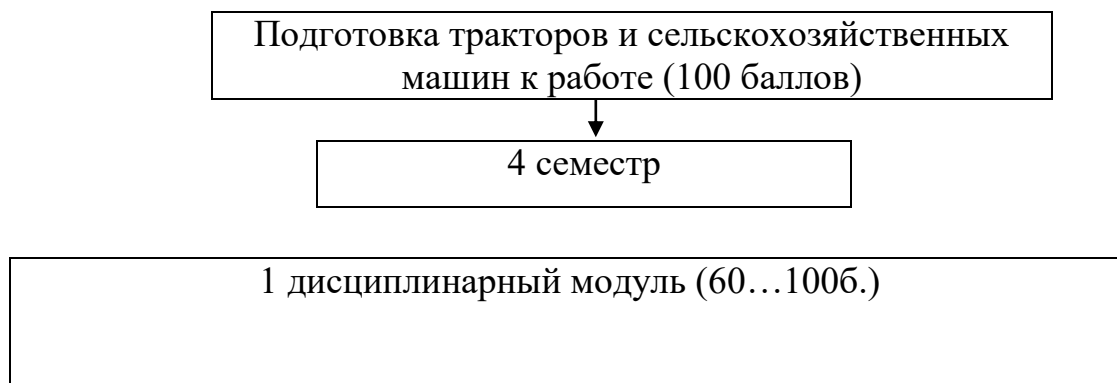 Подготовка тракторов и сельскохозяйственных
машин к работе (100 баллов)
4 семестр
1 дисциплинарный модуль (60…100б.)